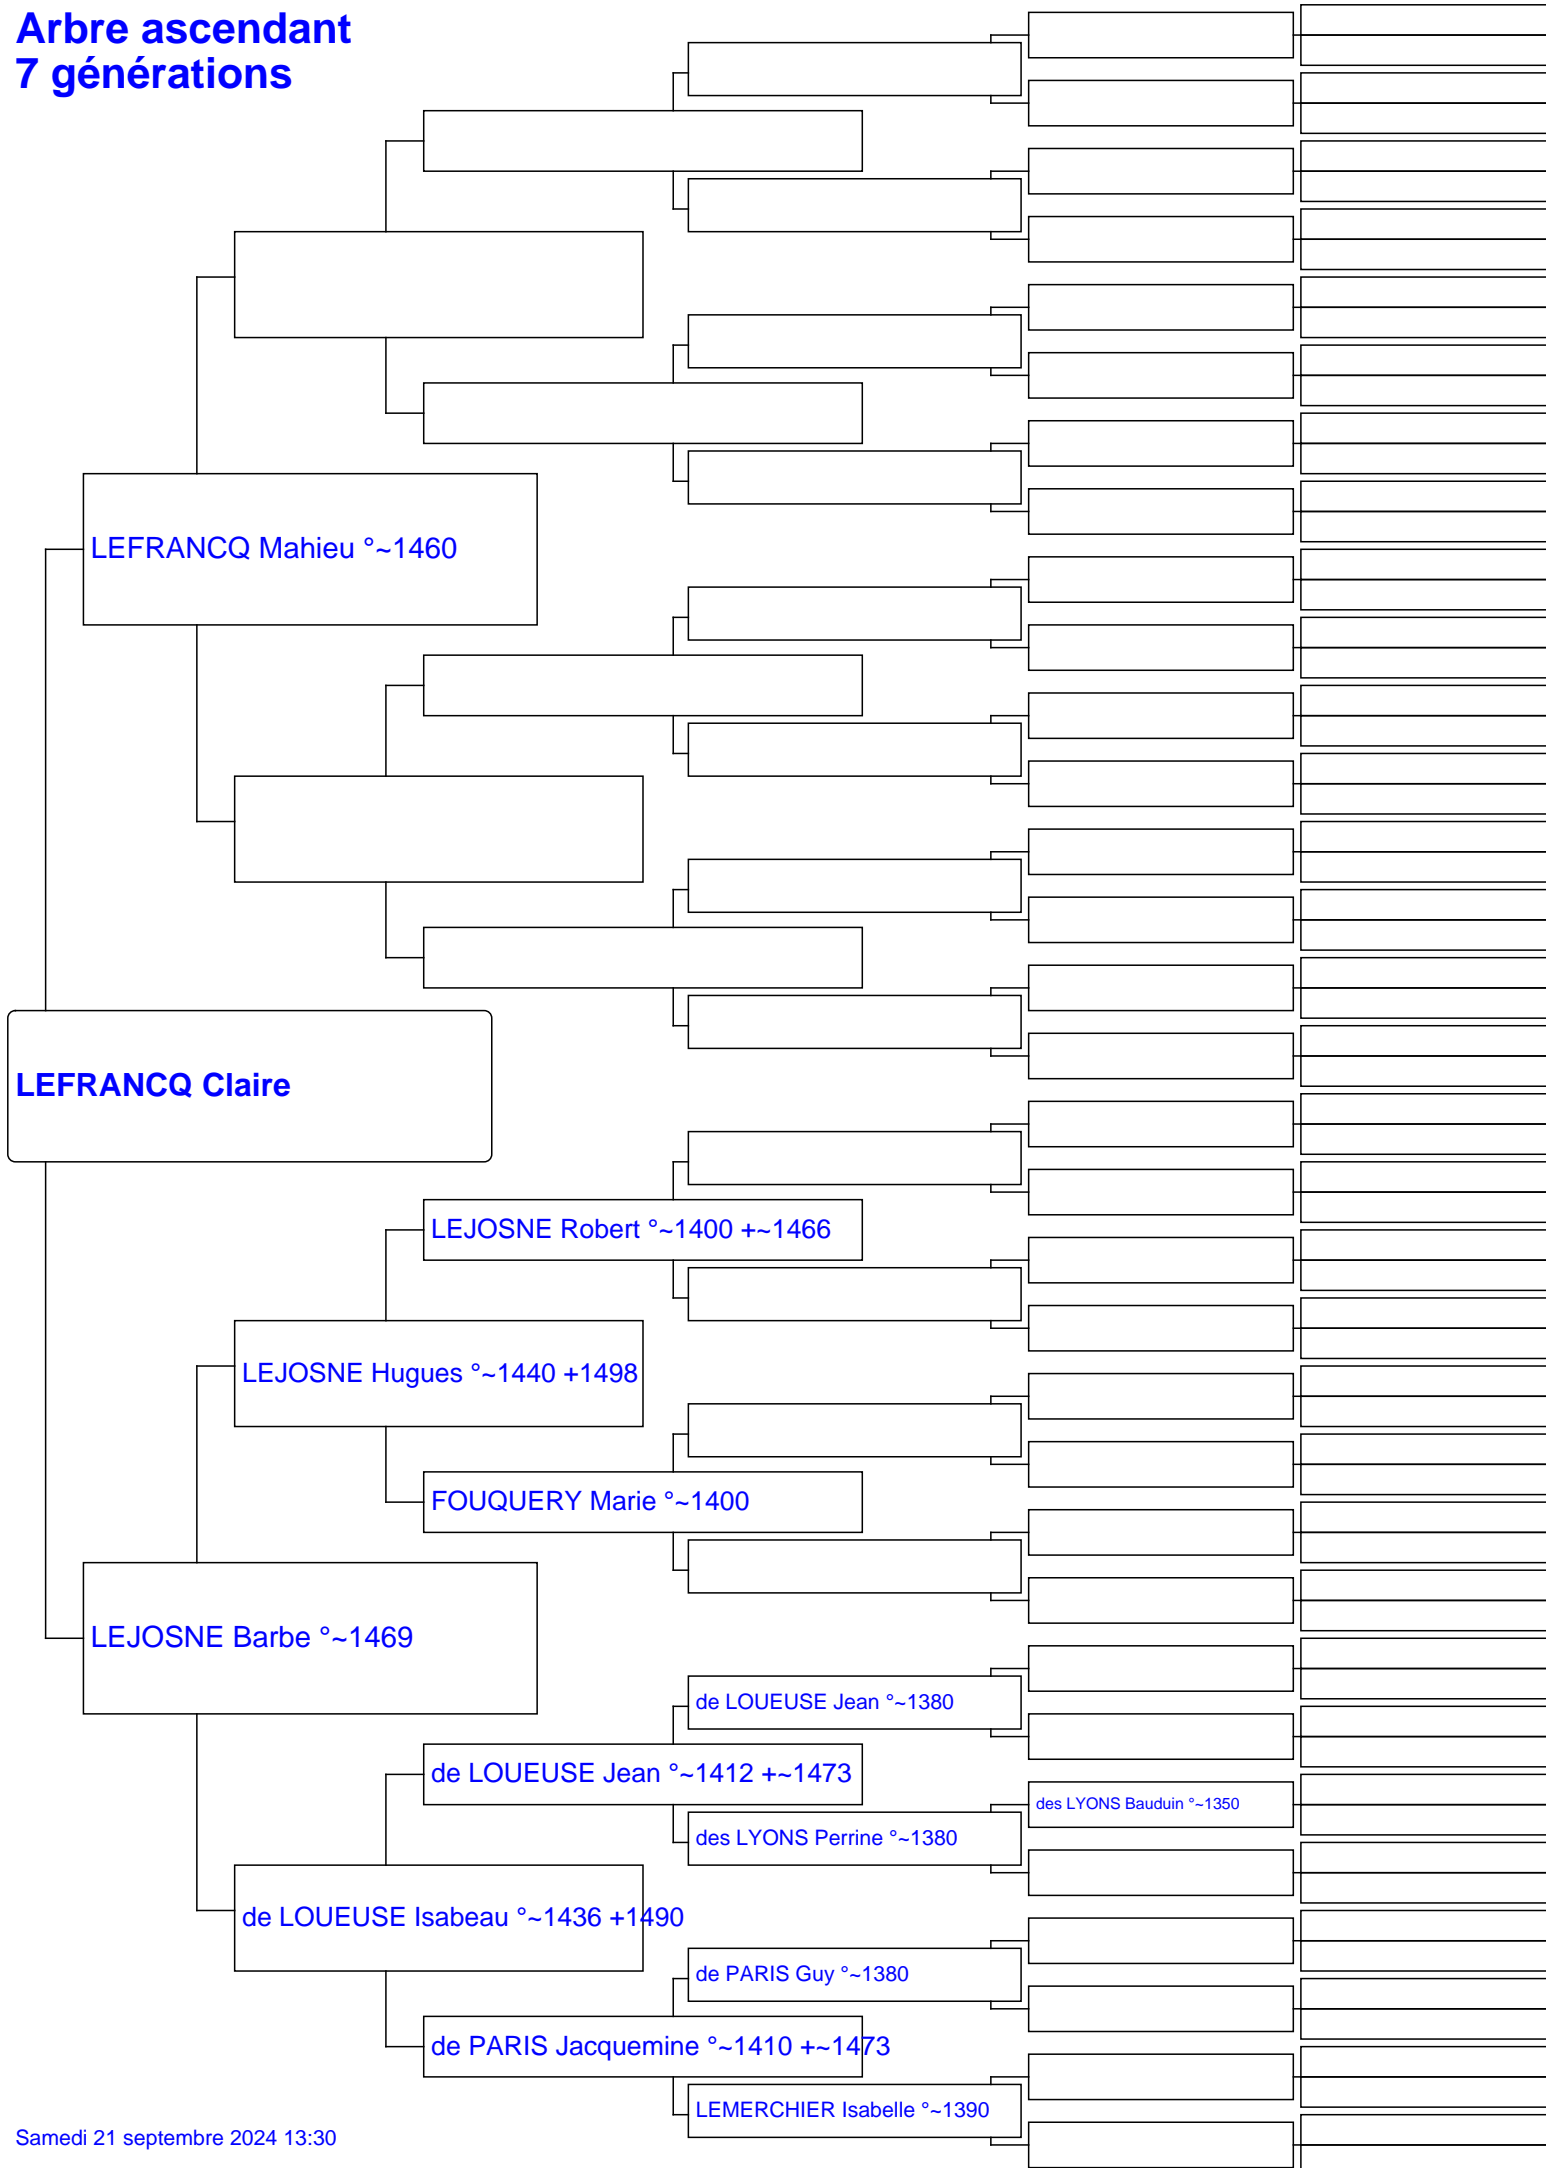 Arbre ascendant
7 générations
LEFRANCQ Mahieu °~1460
LEFRANCQ Claire
LEJOSNE Robert °~1400 +~1466
LEJOSNE Hugues °~1440 +1498
FOUQUERY Marie °~1400
LEJOSNE Barbe °~1469
de LOUEUSE Jean °~1380
de LOUEUSE Jean °~1412 +~1473
des LYONS Bauduin °~1350
des LYONS Perrine °~1380
de LOUEUSE Isabeau °~1436 +1490
de PARIS Guy °~1380
de PARIS Jacquemine °~1410 +~1473
LEMERCHIER Isabelle °~1390
Samedi 21 septembre 2024 13:30